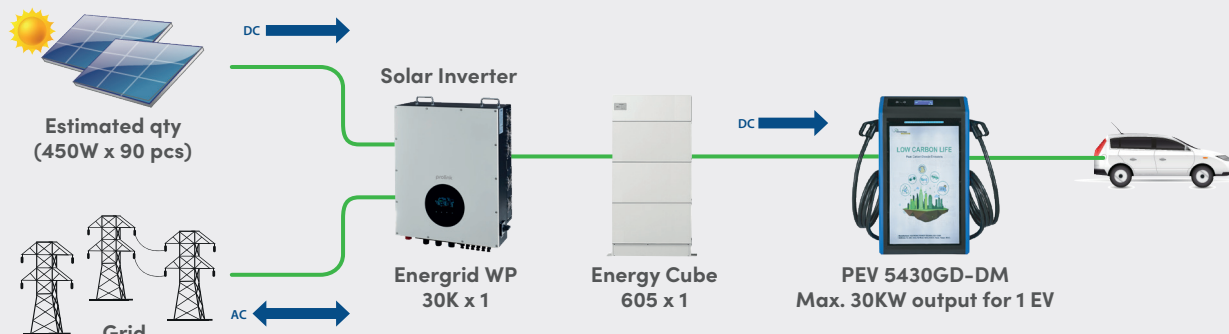 DC
Solar Inverter
Estimated qty
(450W x 90 pcs)
DC
LOW CARBON LIFE
Energrid WP
30K x 1
Energy Cube
605 x 1
PEV 5430GD-DM
Max. 30KW output for 1 EV
AC
Grid